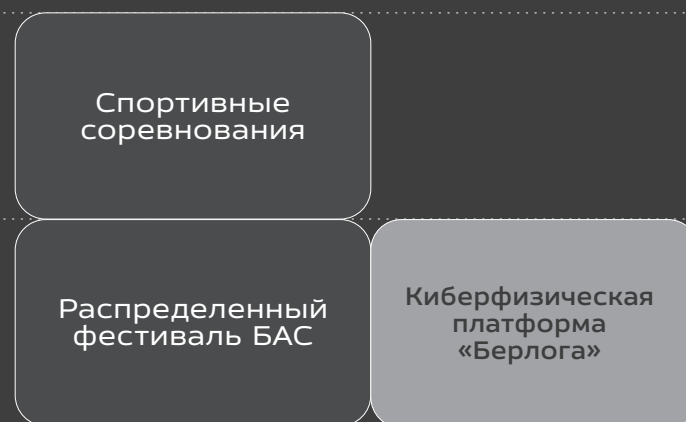 Спортивные
соревнования
Распределенный
фестиваль БАС
Киберфизическая
платформа
«Берлога»